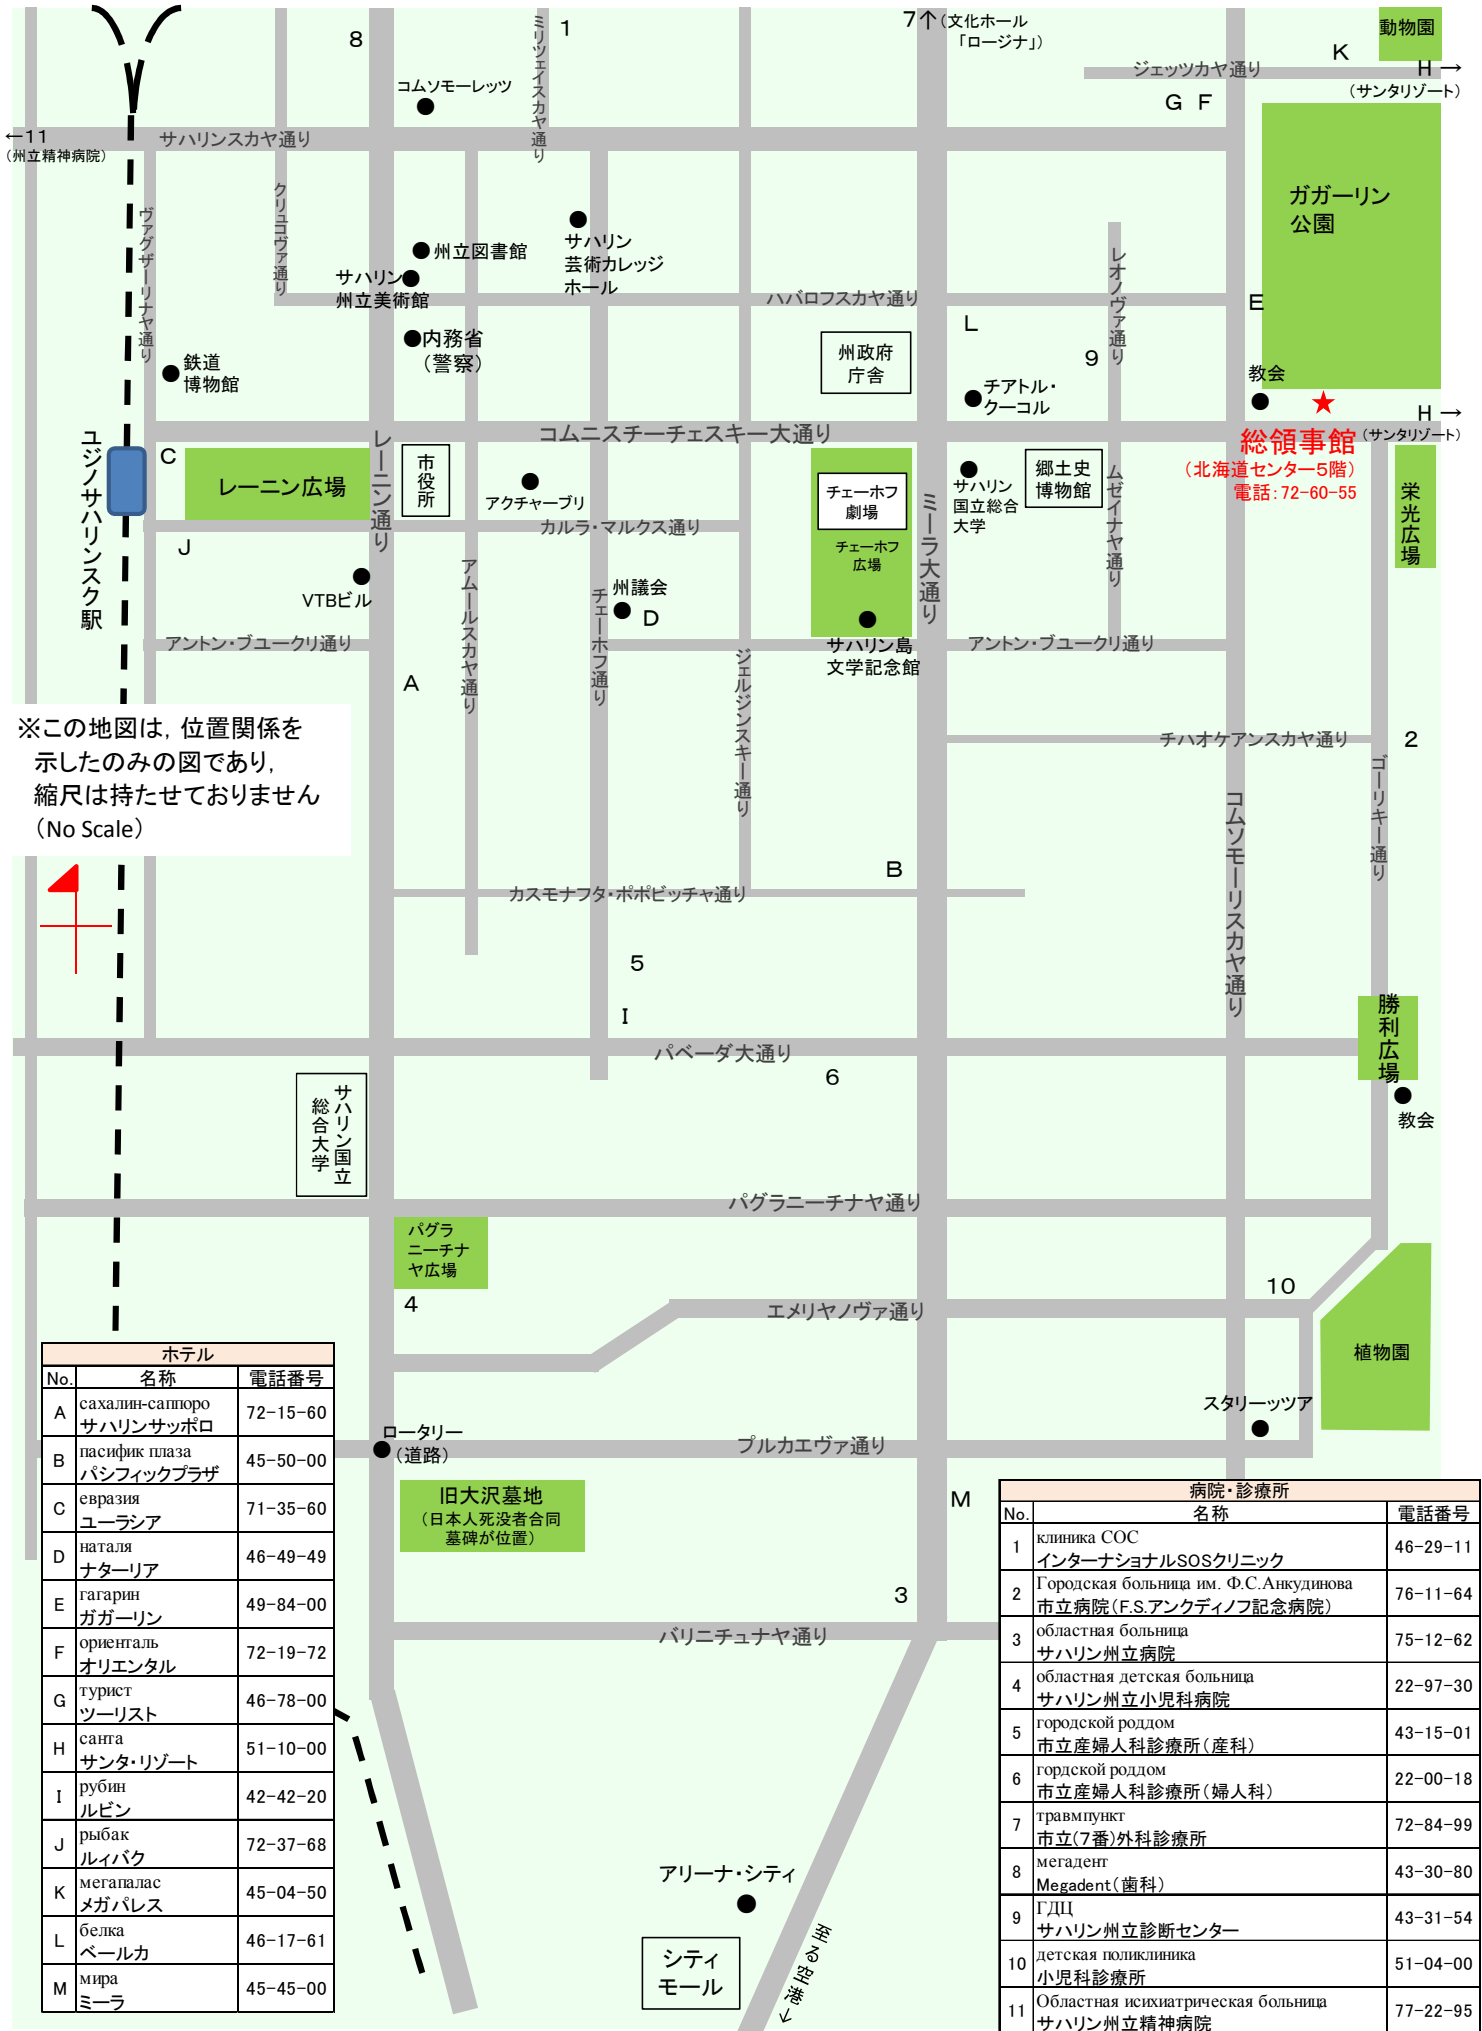 8
1
ミリツェイスカヤ通り
7↑(文化ホール
「ロージナ」)
動物園
K
ジェッツカヤ通り
H →
(サンタリゾート)
コムソモーレッツ
G F
←11
(州立精神病院)
サハリンスカヤ通り
ガガーリン
公園
クリュコヴァ通り
ヴァグザーリナヤ通り
州立図書館
サハリン
芸術カレッジ
ホール
サハリン
州立美術館
ハバロフスカヤ通り
レオノヴァ通り
E
L
内務省
(警察)
州政府
庁舎
9
鉄道
博物館
チアトル・
クーコル
教会
★
H →
(サンタリゾート)
コムニスチーチェスキー大通り
総領事館
(北海道センター5階)
電話:72-60-55
ユジノサハリンスク駅
C
レーニン広場
レーニン通り
市役所
アクチャーブリ
チェーホフ
劇場
チェーホフ
広場
ミーラ大通り
サハリン
国立総合
大学
郷土史
博物館
ムゼイナヤ通り
栄光広場
カルラ・マルクス通り
J
VTBビル
アムールスカヤ通り
チェーホフ通り
州議会
D
サハリン島
文学記念館
アントン・ブユークリ通り
アントン・ブユークリ通り
ジェルジンスキー通り
A
※この地図は, 位置関係を
示したのみの図であり,
縮尺は持たせておりません
(No Scale)
チハオケアンスカヤ通り
2
ゴーリキー通り
コムソモーリスカヤ通り
B
カスモナフタ・ポポビッチャ通り
5
I
勝利広場
パベーダ大通り
6
教会
サハリン国立
総合大学
パグラニーチナヤ通り
パグラ
ニーチナ
ヤ広場
4
10
エメリヤノヴァ通り
植物園
スタリーッツア
ロータリー
(道路)
プルカエヴァ通り
旧大沢墓地
(日本人死没者合同
墓碑が位置)
M
3
バリニチュナヤ通り
アリーナ・シティ
シティ
モール
至る空港→
ホテル
No. 名称 電話番号
A сахалин-саппоро
サハリンサッポロ 72-15-60
B пасифик плаза
パシフィックプラザ 45-50-00
C евразия
ユーラシア 71-35-60
D наталя
ナターリア 46-49-49
E гагарин
ガガーリン 49-84-00
F ориенталь
オリエンタル 72-19-72
G турист
ツーリスト 46-78-00
H санта
サンタ・リゾート 51-10-00
I рубин
ルビン 42-42-20
J рыбак
ルィバク 72-37-68
K мегапалас
メガパレス 45-04-50
L белка
ベールカ 46-17-61
M мира
ミーラ 45-45-00
病院・診療所
No. 名称 電話番号
1 клиника СОС
インターナショナルSOSクリニック 46-29-11
2 Городская больница им. Ф.С.Анкудинова
市立病院(F.S.アンクディノフ記念病院) 76-11-64
3 областная больница
サハリン州立病院 75-12-62
4 областная детская больница
サハリン州立小児科病院 22-97-30
5 городской роддом
市立産婦人科診療所(産科) 43-15-01
6 гордской роддом
市立産婦人科診療所(婦人科) 22-00-18
7 травмпункт
市立(7番)外科診療所 72-84-99
8 мегадент
Megadent(歯科) 43-30-80
9 ГДЦ
サハリン州立診断センター 43-31-54
10 детская поликлиника
小児科診療所 51-04-00
11 Областная исихиатрическая больница
サハリン州立精神病院 77-22-95